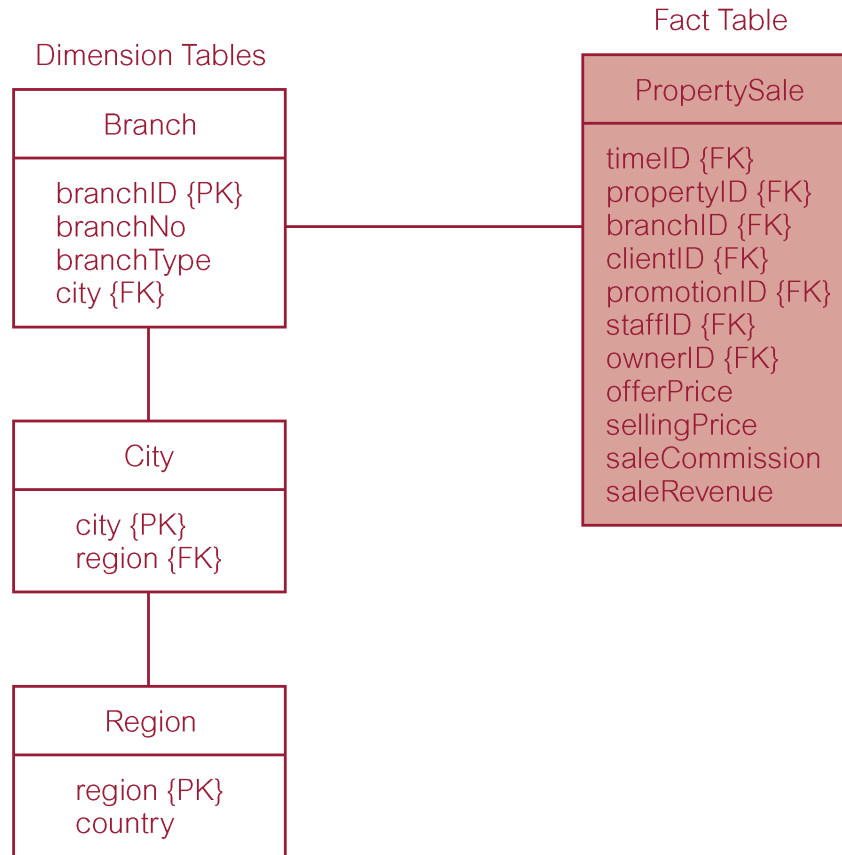 Dimension Tables
Branch
branchID {PK}
branchNo
branchType
city {FK}
City
city {PK}
region {FK}
Region
region {PK}
country
Fact Table
PropertySale
timeID {FK}
propertyID {FK}
branchID {FK}
clientID {FK}
promotionID {FK}
staffID {FK}
ownerID {FK}
offerPrice
sellingPrice
saleCommission
saleRevenue